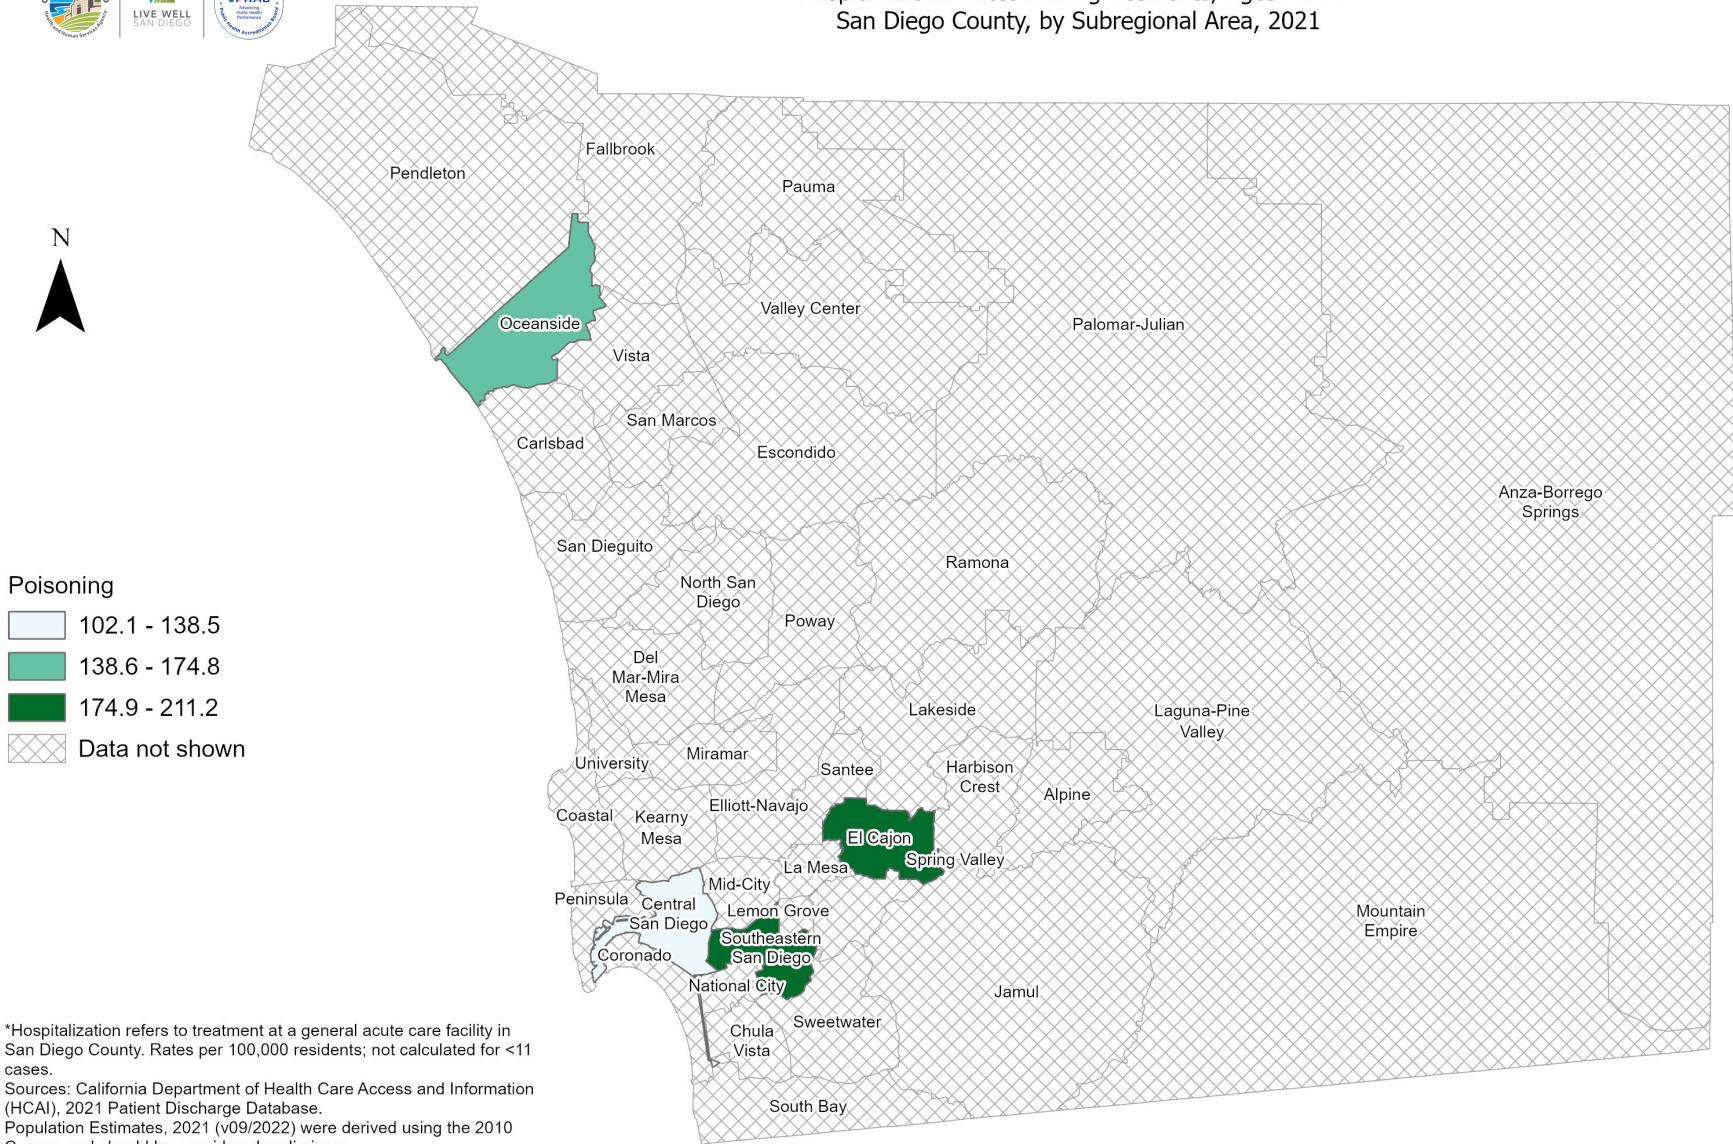 LIVE WELL
SAN DIEGO
San Diego County, by Subregional Area, 2021
Fallbrook
Pendleton
Pauma
N
Valley Center
Oceanside
Palomar-Julian
Vista
San Marcos
Carlsbad
Escondido
Anza-Borrego
Springs
San Dieguito
Ramona
North San
Diego
Poway
Del
Mar-Mira
Mesa
Lakeside
Laguna-Pine
Valley
Miramar
University
Santee
Harbison
Crest
Alpine
Elliott-Navajo
Coastal
Kearny
Mesa
El Cajon
Spring Valley
La Mesa
Mid-City
Peninsula
Central
San Diego
Lemon Grove
Mountain
Empire
Southeastern
San Diego
Coronado
National City
Jamul
Sweetwater
Chula
Vista
South Bay
Poisoning
102.1 - 138.5
138.6 - 174.8
174.9 - 211.2
Data not shown
*Hospitalization refers to treatment at a general acute care facility in
San Diego County. Rates per 100,000 residents; not calculated for <11
cases.
Sources: California Department of Health Care Access and Information
(HCAI), 2021 Patient Discharge Database.
Population Estimates, 2021 (v09/2022) were derived using the 2010